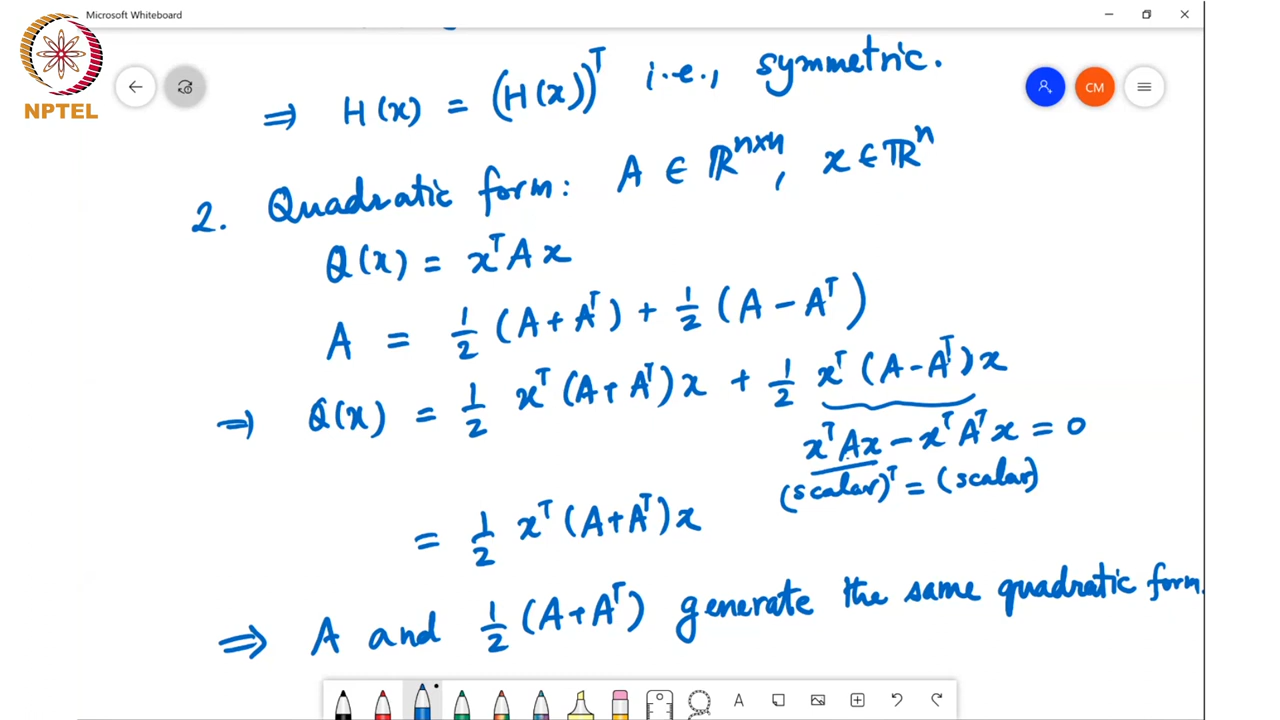 Microsoft Whiteboard
NPTEL
CM
⇒ H(x) = (H(x))ᵀ i.e., symmetric.
2. Quadratic form: A ∈ ℝⁿˣⁿ, x ∈ ℝⁿ
Q(x) = xᵀAx
A = 1/2 (A + Aᵀ) + 1/2 (A − Aᵀ)
⇒ Q(x) = 1/2 xᵀ(A + Aᵀ)x + 1/2 xᵀ(A − Aᵀ)x
xᵀAx − xᵀAᵀx = 0
(scalar)ᵀ = (scalar)
= 1/2 xᵀ(A + Aᵀ)x
⇒ A and 1/2 (A + Aᵀ) generate the same quadratic form.